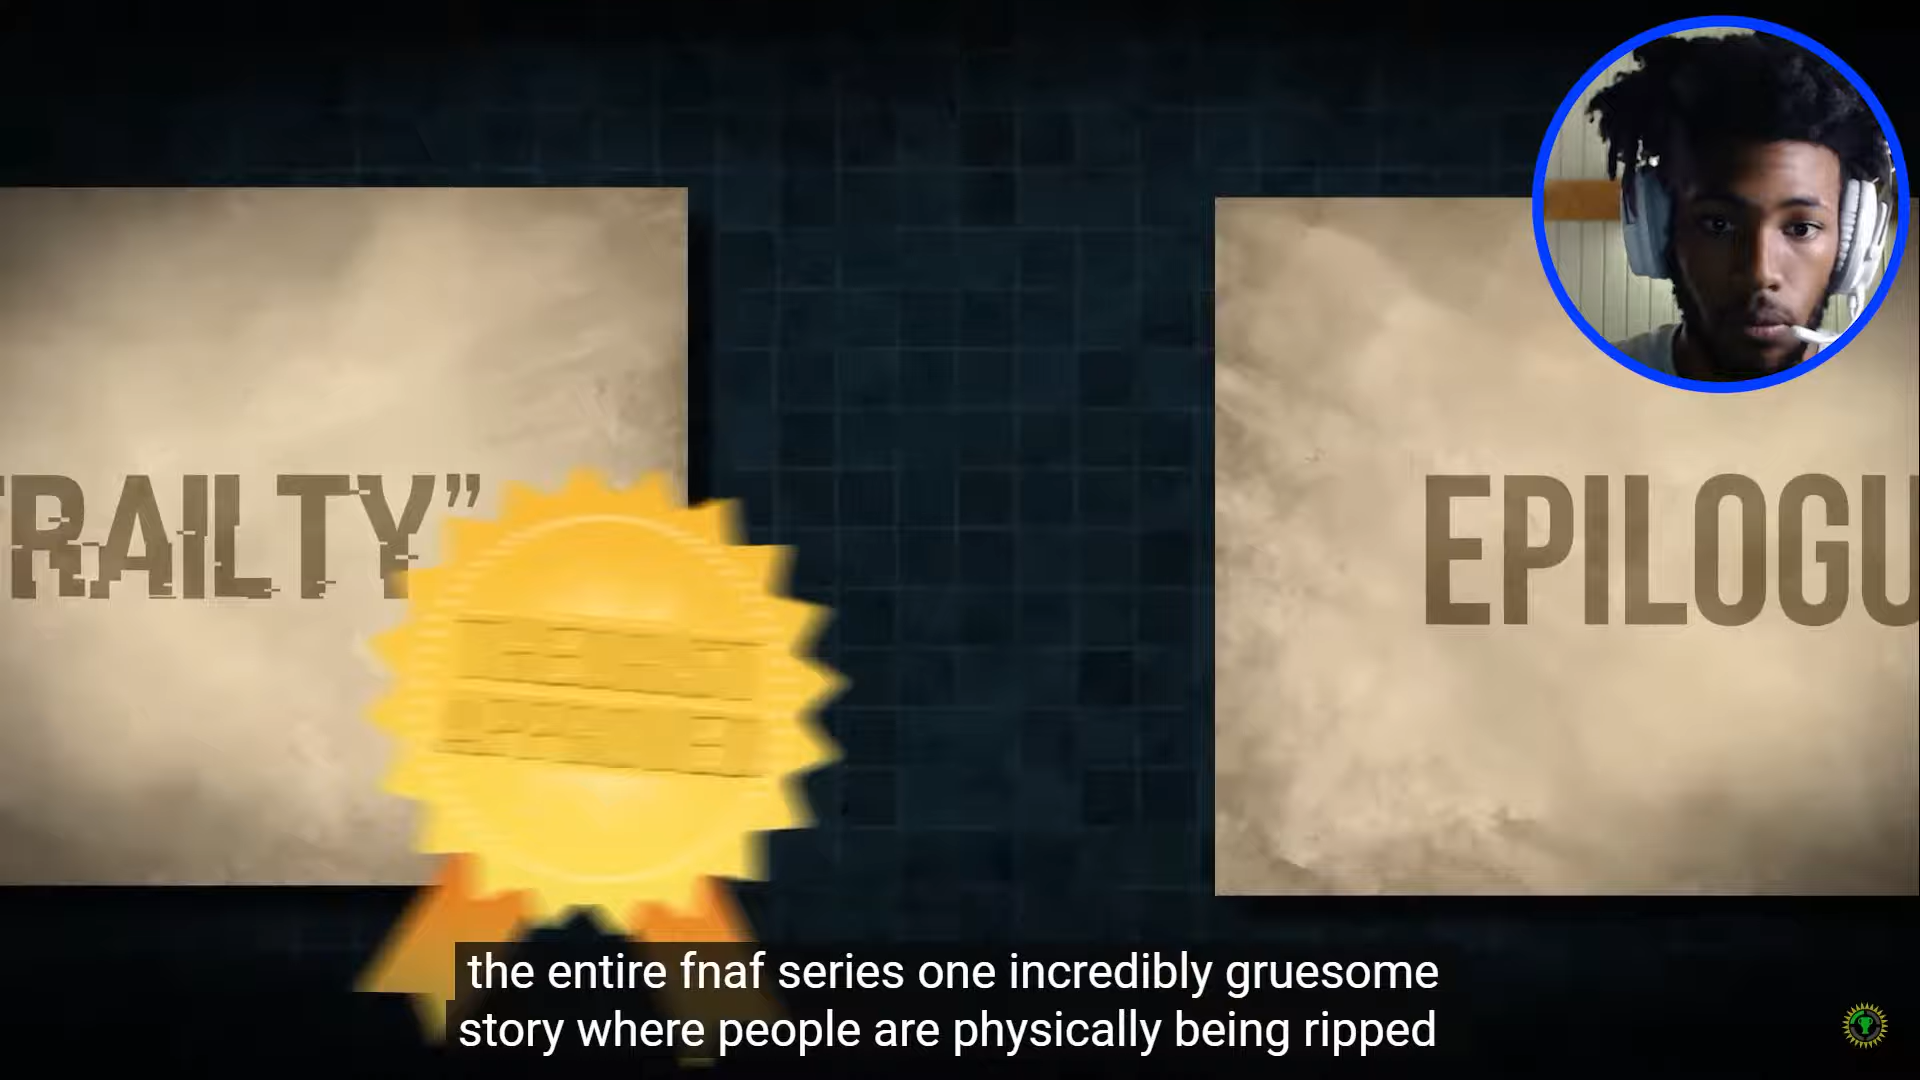 RAILTY”
EPILOGU
the entire fnaf series one incredibly gruesome
story where people are physically being ripped